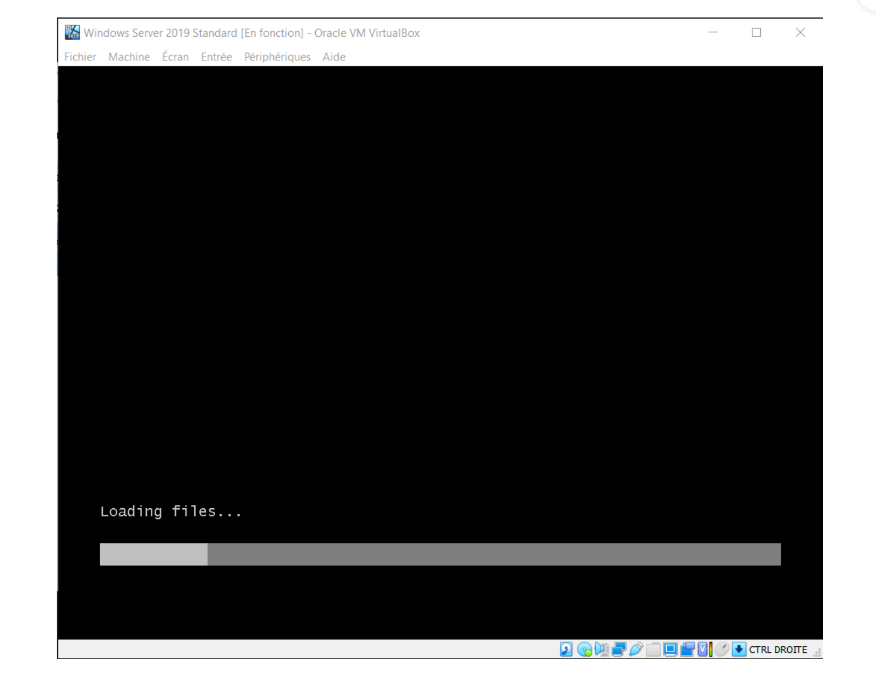 Windows Server 2019 Standard [En fonction] - Oracle VM VirtualBox
Fichier Machine Écran Entrée Périphériques Aide
Loading files...
CTRL DROITE